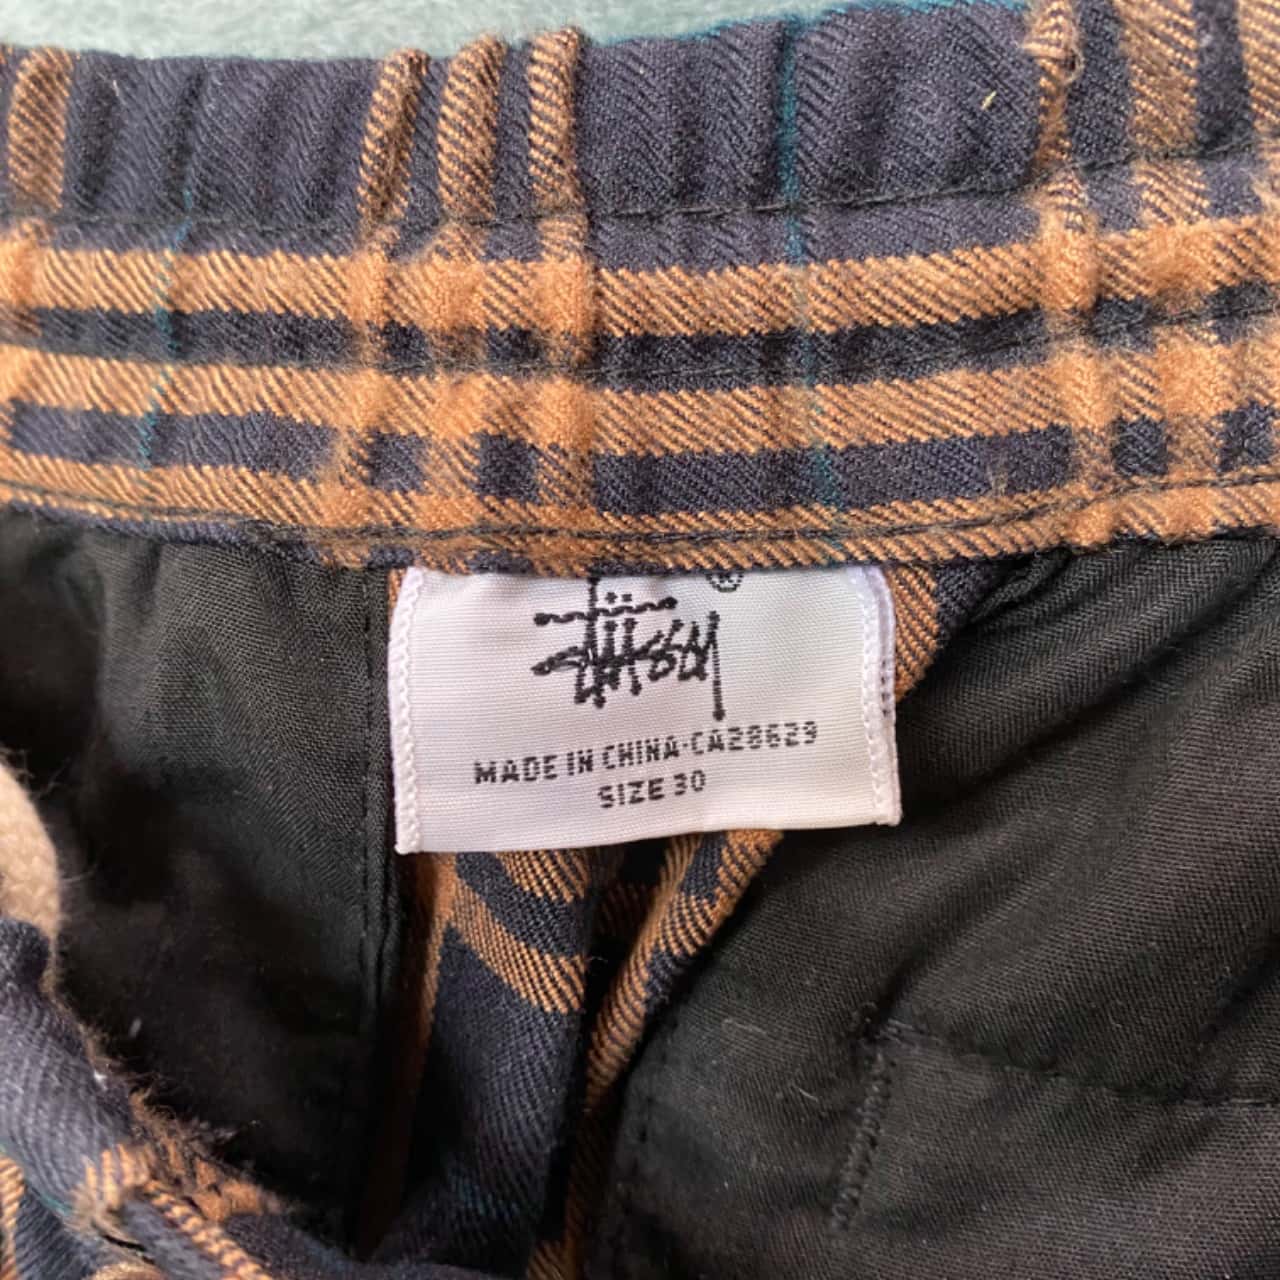 STÜSSY ®
MADE IN CHINA·CA28629
SIZE 30